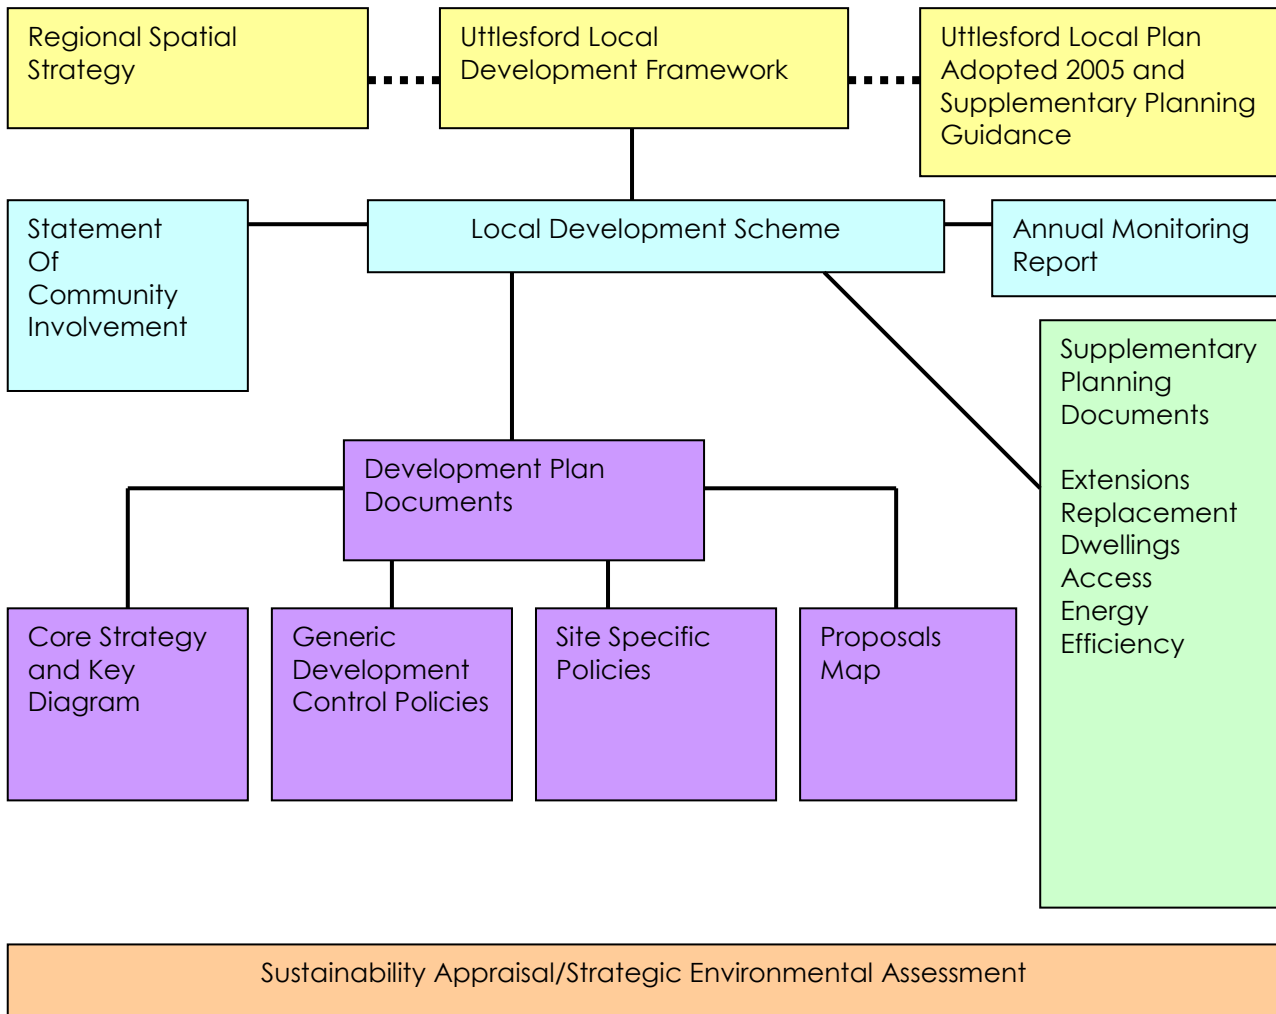 Regional Spatial
Strategy
Uttlesford Local
Development Framework
Uttlesford Local Plan
Adopted 2005 and
Supplementary Planning
Guidance
Statement
Of
Community
Involvement
Local Development Scheme
Annual Monitoring
Report
Supplementary
Planning
Documents
Extensions
Replacement
Dwellings
Access
Energy
Efficiency
Development Plan
Documents
Core Strategy
and Key
Diagram
Generic
Development
Control Policies
Site Specific
Policies
Proposals
Map
Sustainability Appraisal/Strategic Environmental Assessment